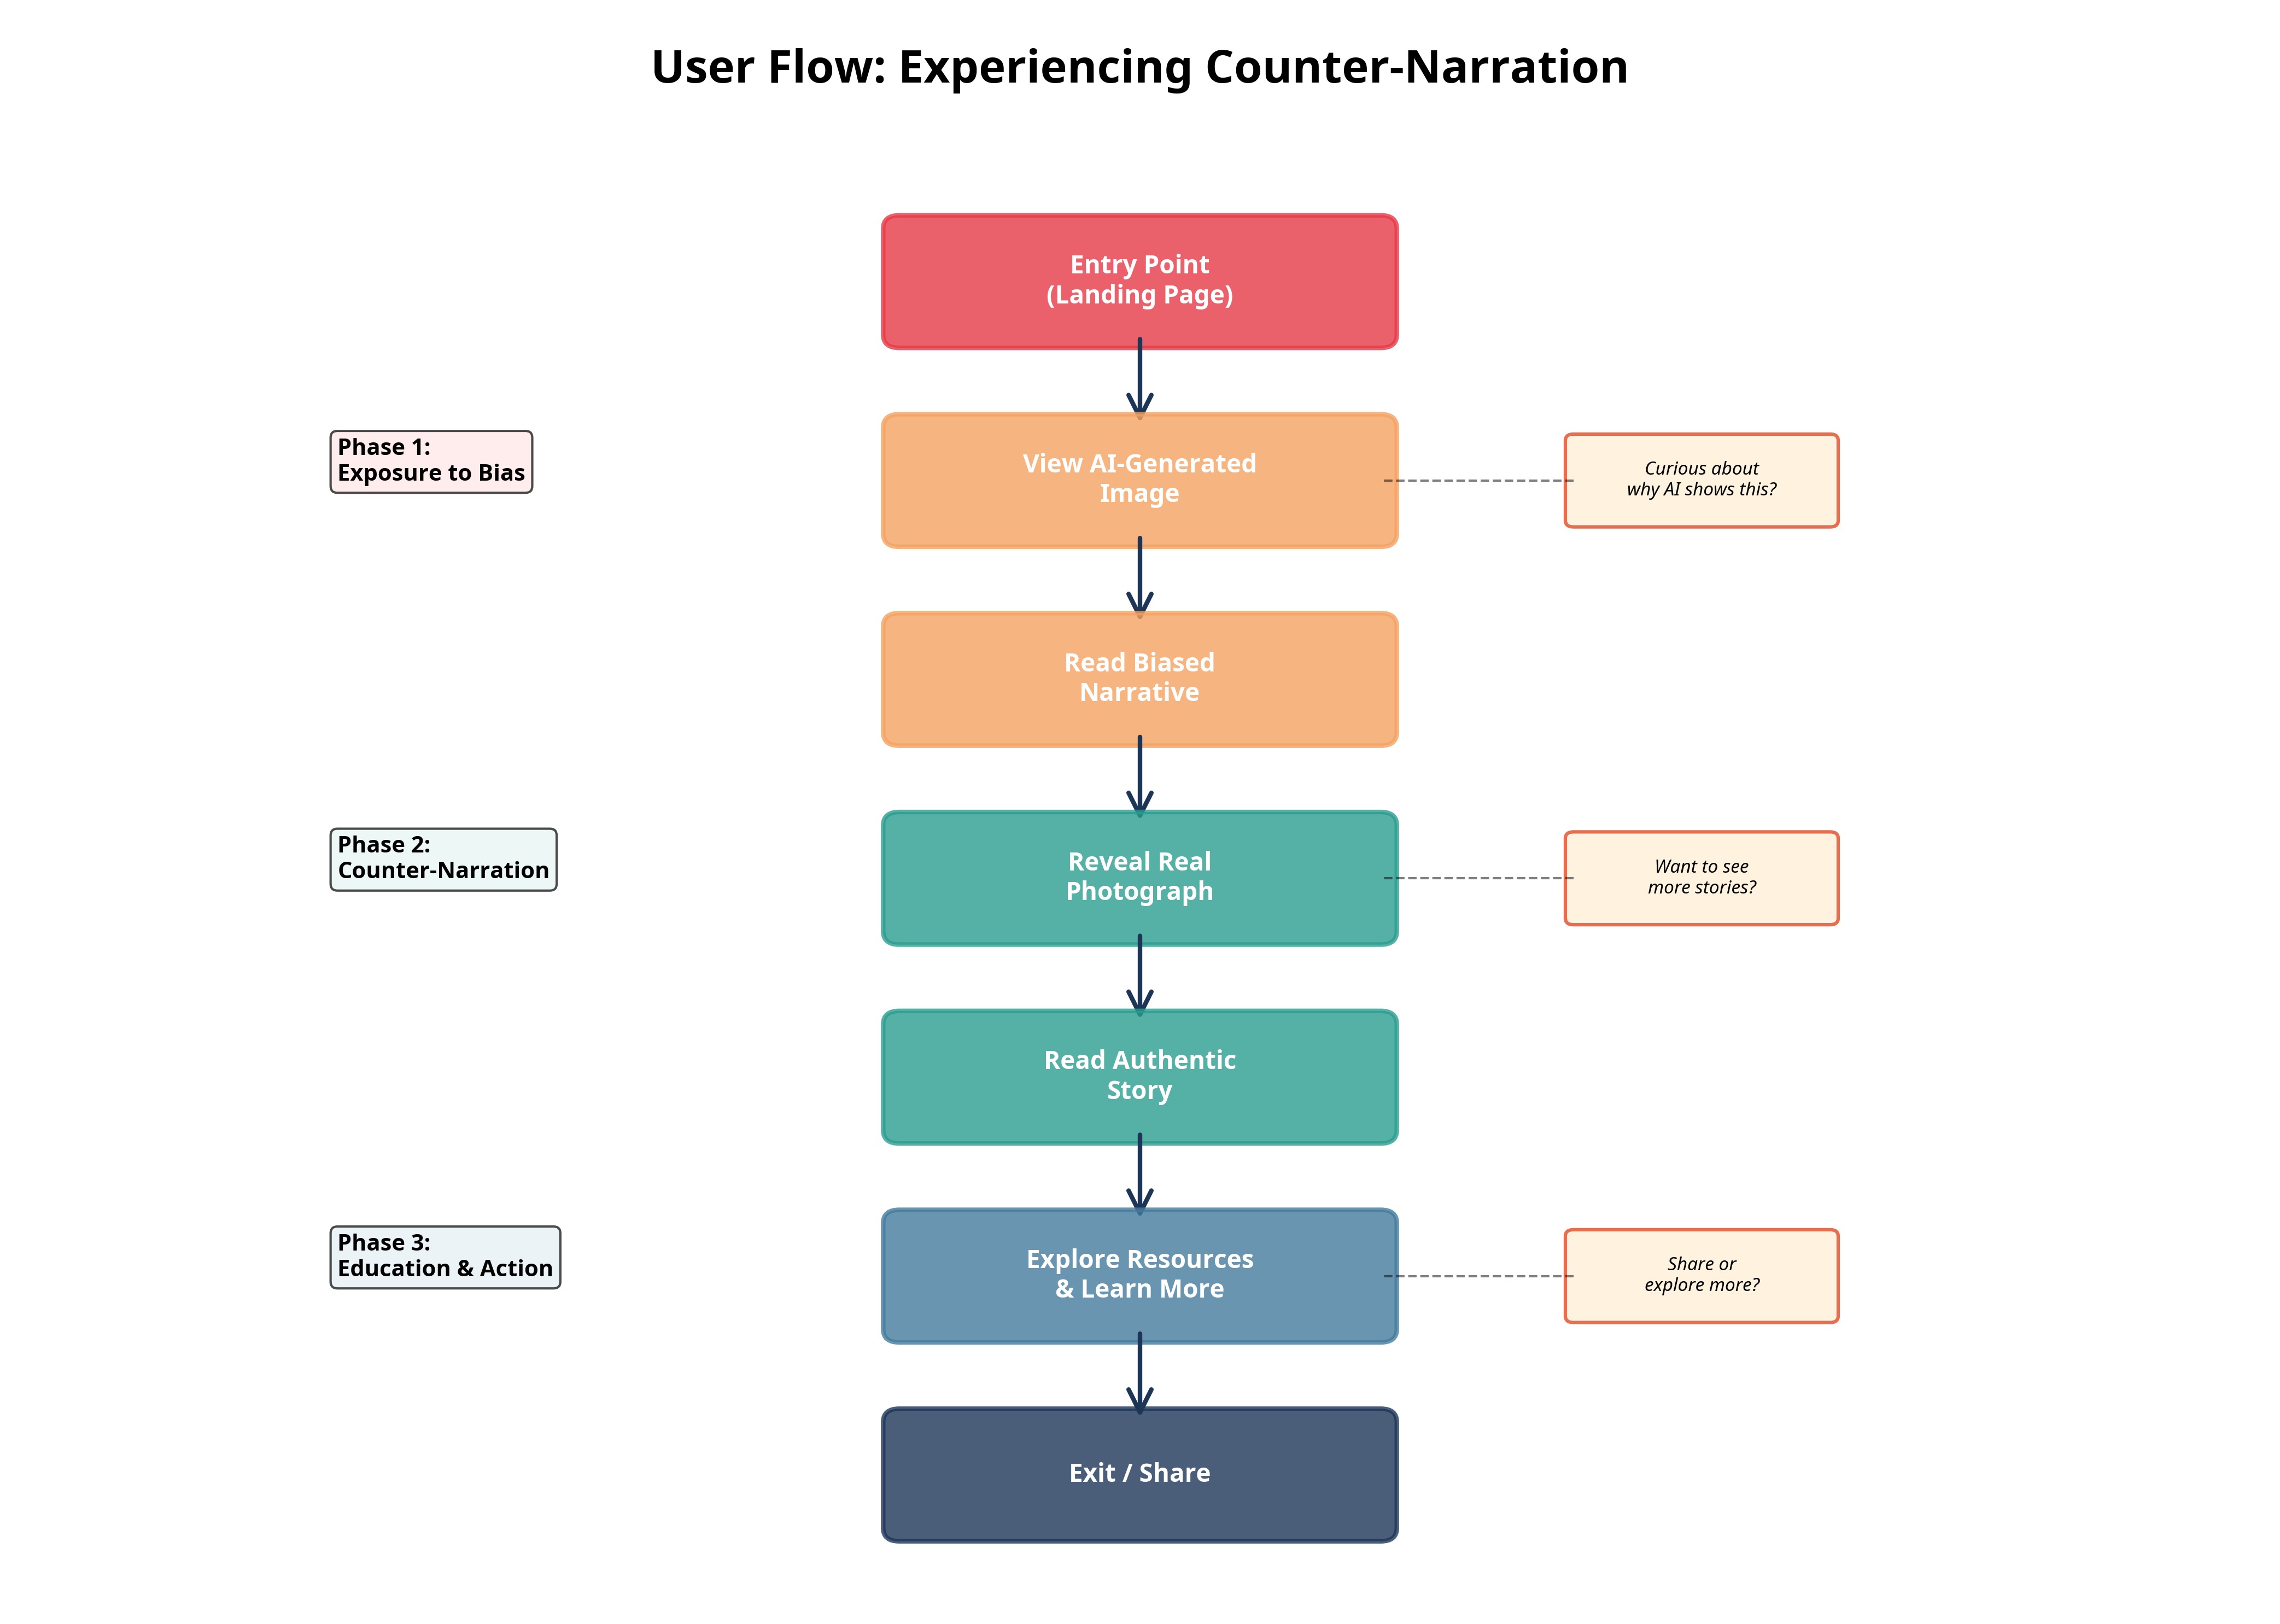 User Flow: Experiencing Counter-Narration
Entry Point
(Landing Page)
Phase 1:
Exposure to Bias
View AI-Generated
Image
Curious about
why AI shows this?
Read Biased
Narrative
Phase 2:
Counter-Narration
Reveal Real
Photograph
Want to see
more stories?
Read Authentic
Story
Phase 3:
Education & Action
Explore Resources
& Learn More
Share or
explore more?
Exit / Share